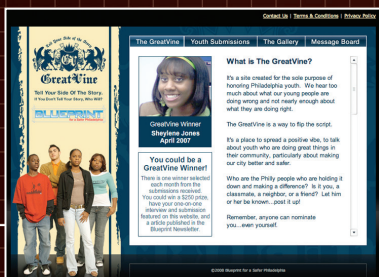 Contact Us | Terms & Conditions | Privacy Policy
Tell Your Side of the Story
GreatVine
Tell Your Side Of The Story.
If You Don't Tell Your Story, Who Will?
BLUEPRINT
The GreatVine
Youth Submissions
The Gallery
Message Board
GreatVine Winner
Sheylene Jones
April 2007
You could be a
GreatVine Winner!
There is one winner selected
each month from the
submissions received.
You could win a $250 prize,
have your one-on-one
interview and submission
featured on this website, and
a article published in the
Blueprint Newsletter.
What is The GreatVine?
It's a site created for the sole purpose of
honoring Philadelphia youth. We hear too
much about what our young people are
doing wrong and not nearly enough about
what they are doing right.
The GreatVine is a way to flip the script.
It's a place to spread a positive vibe, to talk
about youth who are doing great things in
their community, particularly about making
our city better and safer.
Who are the Philly people who are holding it
down and making a difference? Is it you, a
classmate, a neighbor, or a friend? Let him
or her be known...post it up!
Remember, anyone can nominate
you...even yourself.
©2008 Blueprint for a Safer Philadelphia